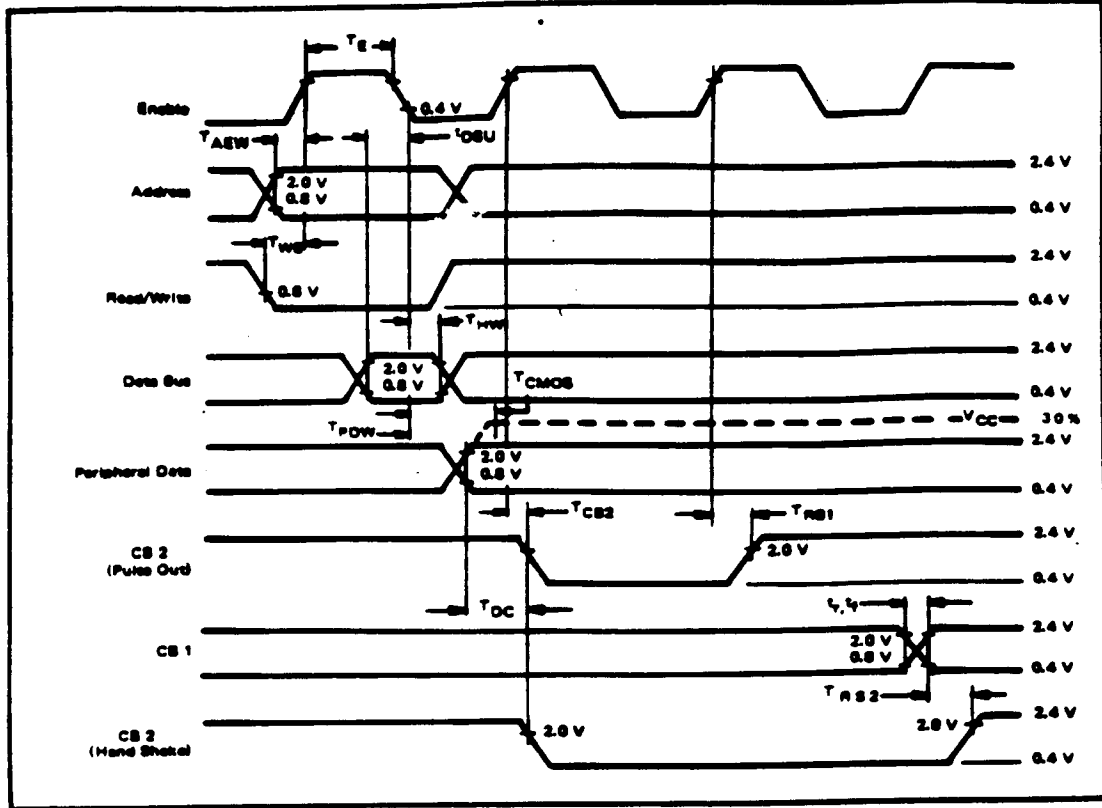 T_E
Enable
0.4 V
T_AEW
t_DSU
Address
2.0 V
0.8 V
2.4 V
0.4 V
Read/Write
0.8 V
2.4 V
0.4 V
T_HW
Data Bus
2.0 V
0.8 V
2.4 V
0.4 V
T_CMOS
V_CC
30%
T_PDW
Peripheral Data
2.0 V
0.8 V
2.4 V
0.4 V
T_CB2
T_RS1
CB 2
(Pulse Out)
2.0 V
2.4 V
0.4 V
T_DC
t_r, t_f
CB 1
2.0 V
0.8 V
2.4 V
0.4 V
T_RS2
CB 2
(Hand Shake)
2.0 V
2.0 V
2.4 V
0.4 V